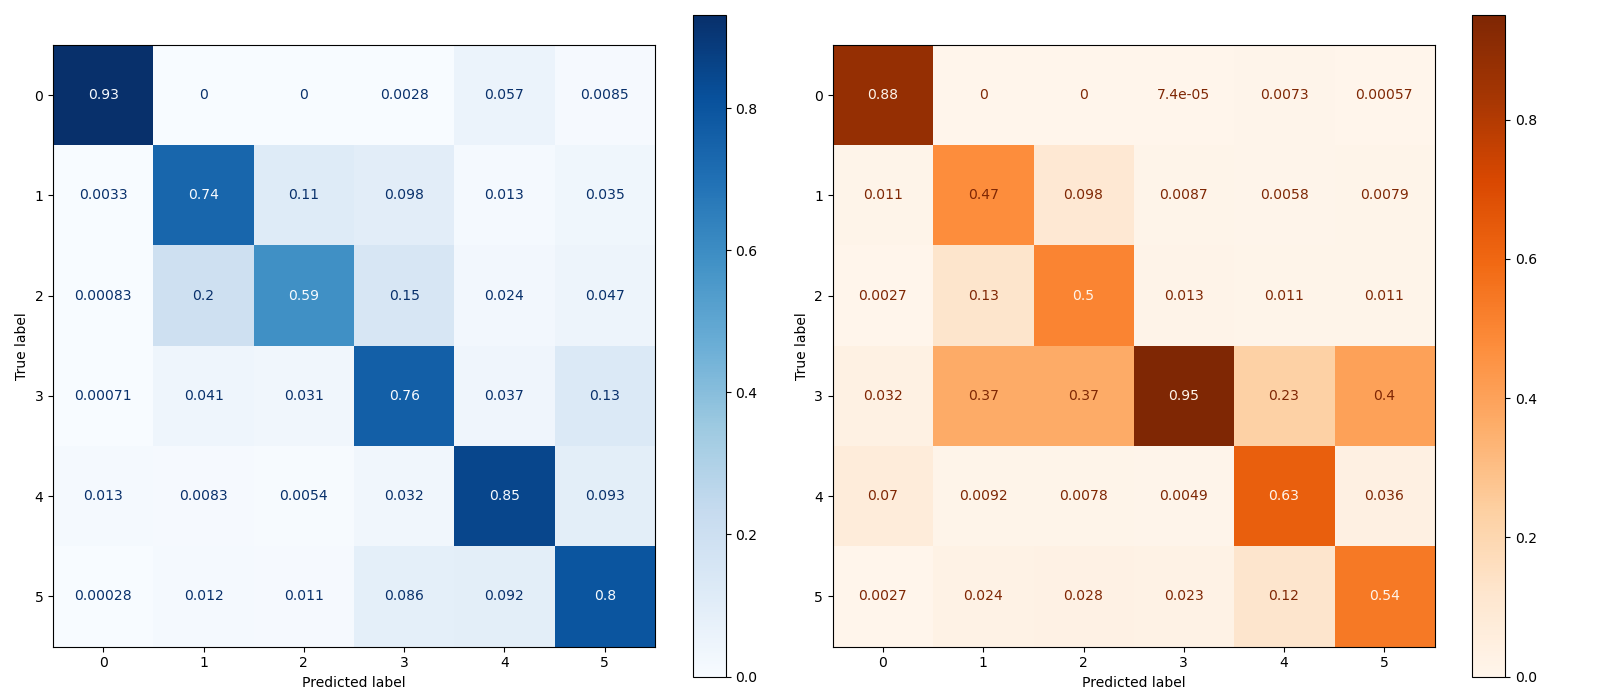 0 0.93 0 0 0.0028 0.057 0.0085
1 0.0033 0.74 0.11 0.098 0.013 0.035
2 0.00083 0.2 0.59 0.15 0.024 0.047
3 0.00071 0.041 0.031 0.76 0.037 0.13
4 0.013 0.0083 0.0054 0.032 0.85 0.093
5 0.00028 0.012 0.011 0.086 0.092 0.8
0 1 2 3 4 5
True label
Predicted label
0.8
0.6
0.4
0.2
0.0
0 0.88 0 0 7.4e-05 0.0073 0.00057
1 0.011 0.47 0.098 0.0087 0.0058 0.0079
2 0.0027 0.13 0.5 0.013 0.011 0.011
3 0.032 0.37 0.37 0.95 0.23 0.4
4 0.07 0.0092 0.0078 0.0049 0.63 0.036
5 0.0027 0.024 0.028 0.023 0.12 0.54
0 1 2 3 4 5
True label
Predicted label
0.8
0.6
0.4
0.2
0.0